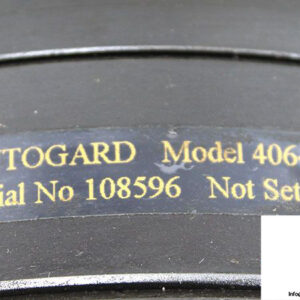 TOGARD Model 406
ial No 108596 Not Set